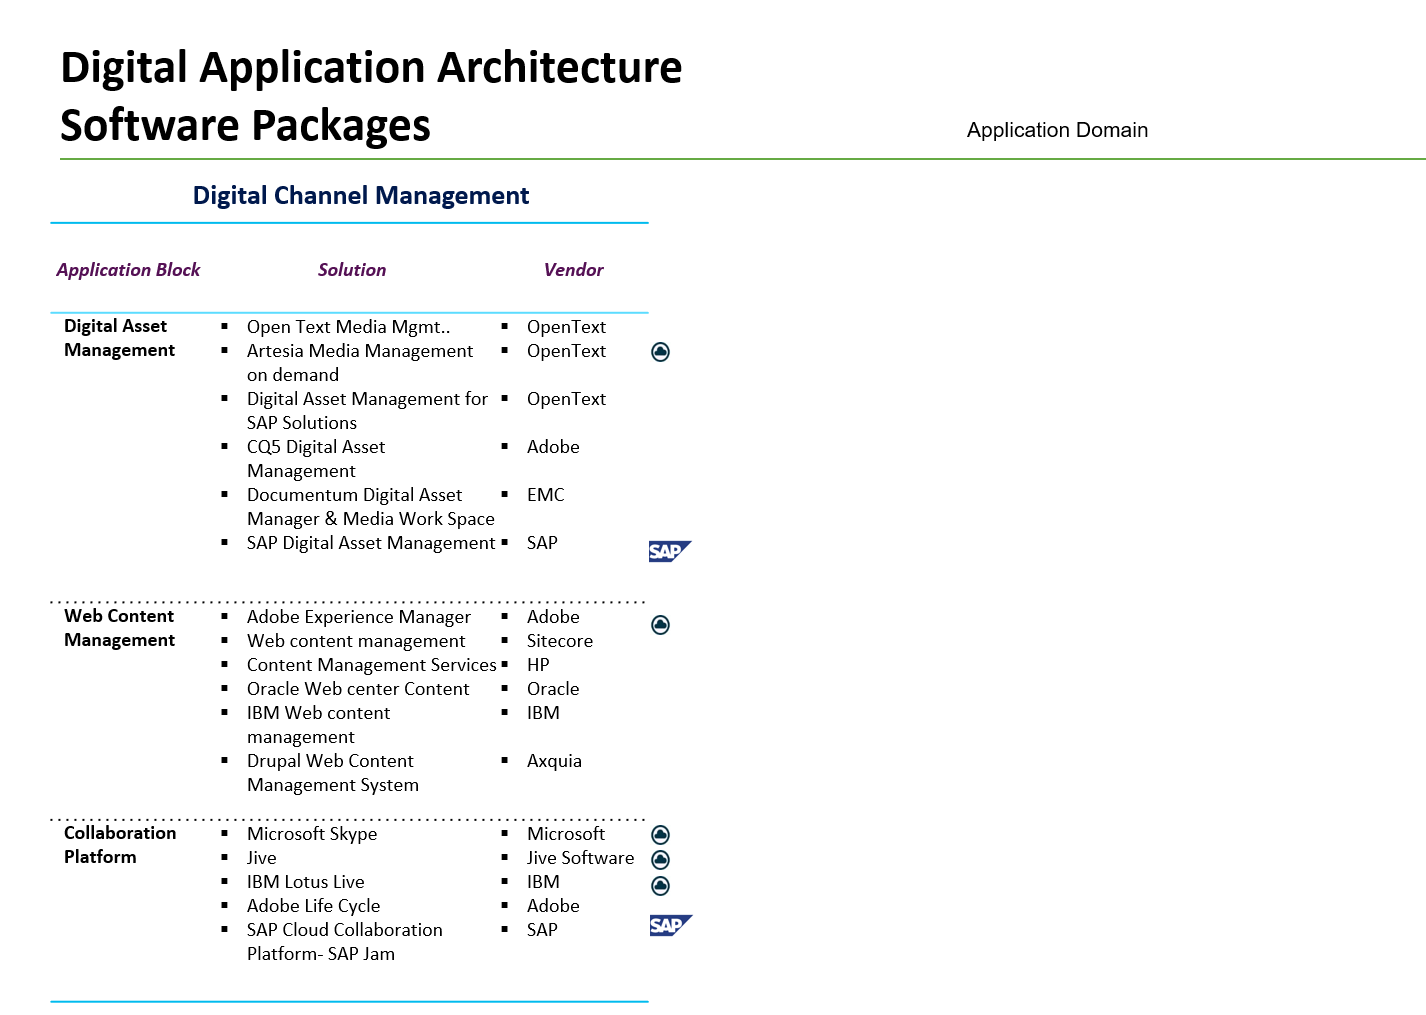 Digital Application Architecture
Software Packages
Application Domain
Digital Channel Management
Application Block Solution Vendor
Digital Asset ▪ Open Text Media Mgmt.. ▪ OpenText
Management ▪ Artesia Media Management ▪ OpenText
on demand
▪ Digital Asset Management for ▪ OpenText
SAP Solutions
▪ CQ5 Digital Asset ▪ Adobe
Management
▪ Documentum Digital Asset ▪ EMC
Manager & Media Work Space
▪ SAP Digital Asset Management ▪ SAP SAP
Web Content ▪ Adobe Experience Manager ▪ Adobe
Management ▪ Web content management ▪ Sitecore
▪ Content Management Services ▪ HP
▪ Oracle Web center Content ▪ Oracle
▪ IBM Web content ▪ IBM
management
▪ Drupal Web Content ▪ Axquia
Management System
Collaboration ▪ Microsoft Skype ▪ Microsoft
Platform ▪ Jive ▪ Jive Software
▪ IBM Lotus Live ▪ IBM
▪ Adobe Life Cycle ▪ Adobe
▪ SAP Cloud Collaboration ▪ SAP SAP
Platform- SAP Jam